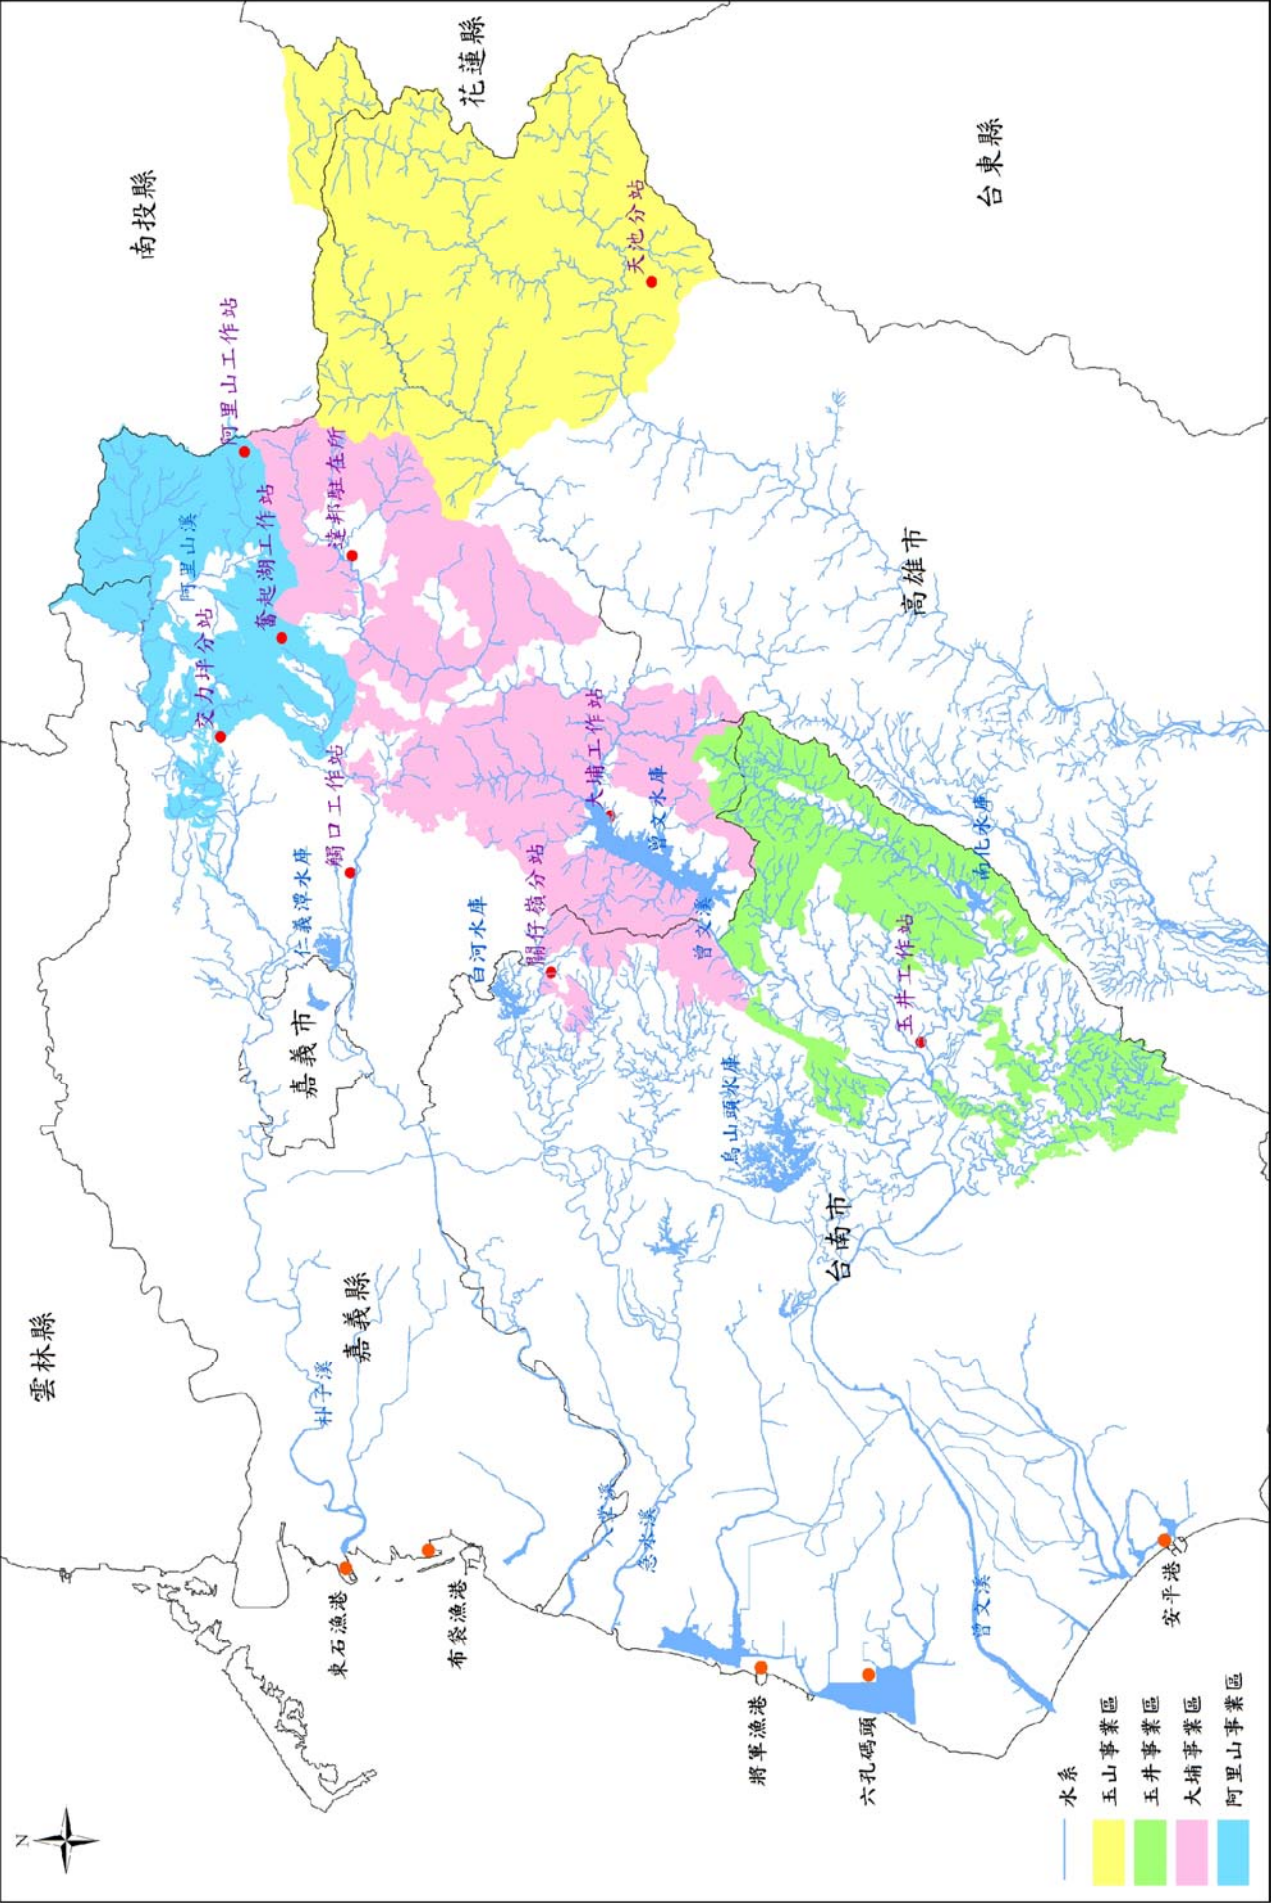 N
雲林縣
南投縣
花蓮縣
台東縣
高雄市
嘉義市
嘉義縣
台南市
阿里山工作站
阿里山溪
奮起湖工作站
交力坪分站
達邦駐在所
觸口工作站
仁義潭水庫
天池分站
大埔工作站
曾文水庫
關仔嶺分站
白河水庫
曾文溪
南化水庫
玉井工作站
烏山頭水庫
朴子溪
八掌溪
急水溪
曾文溪
東石漁港
布袋漁港
將軍漁港
六孔碼頭
安平港
水系
玉山事業區
玉井事業區
大埔事業區
阿里山事業區